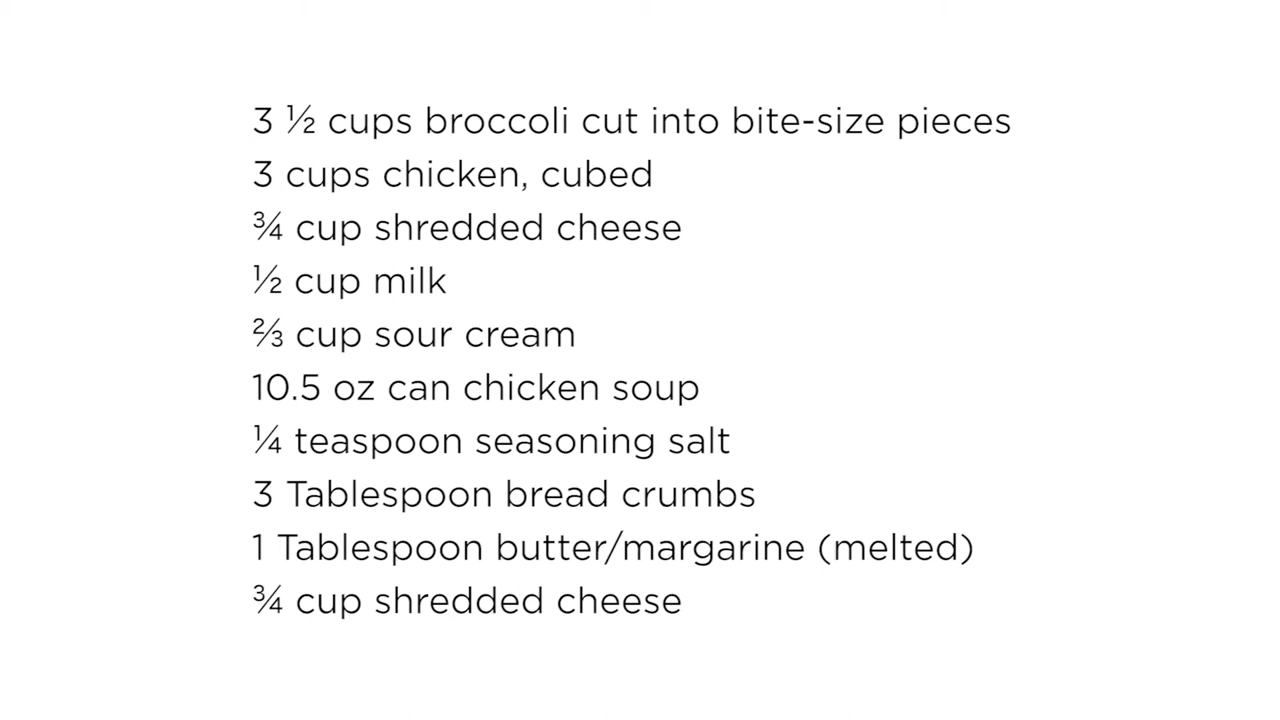 3 ½ cups broccoli cut into bite-size pieces
3 cups chicken, cubed
¾ cup shredded cheese
½ cup milk
⅔ cup sour cream
10.5 oz can chicken soup
¼ teaspoon seasoning salt
3 Tablespoon bread crumbs
1 Tablespoon butter/margarine (melted)
¾ cup shredded cheese